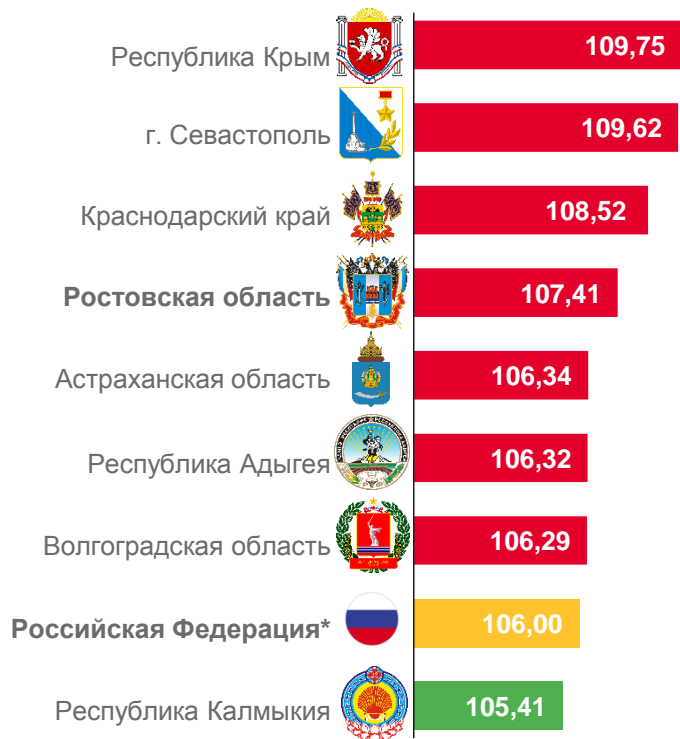 Республика Крым 109,75
г. Севастополь 109,62
Краснодарский край 108,52
Ростовская область 107,41
Астраханская область 106,34
Республика Адыгея 106,32
Волгоградская область 106,29
Российская Федерация* 106,00
Республика Калмыкия 105,41